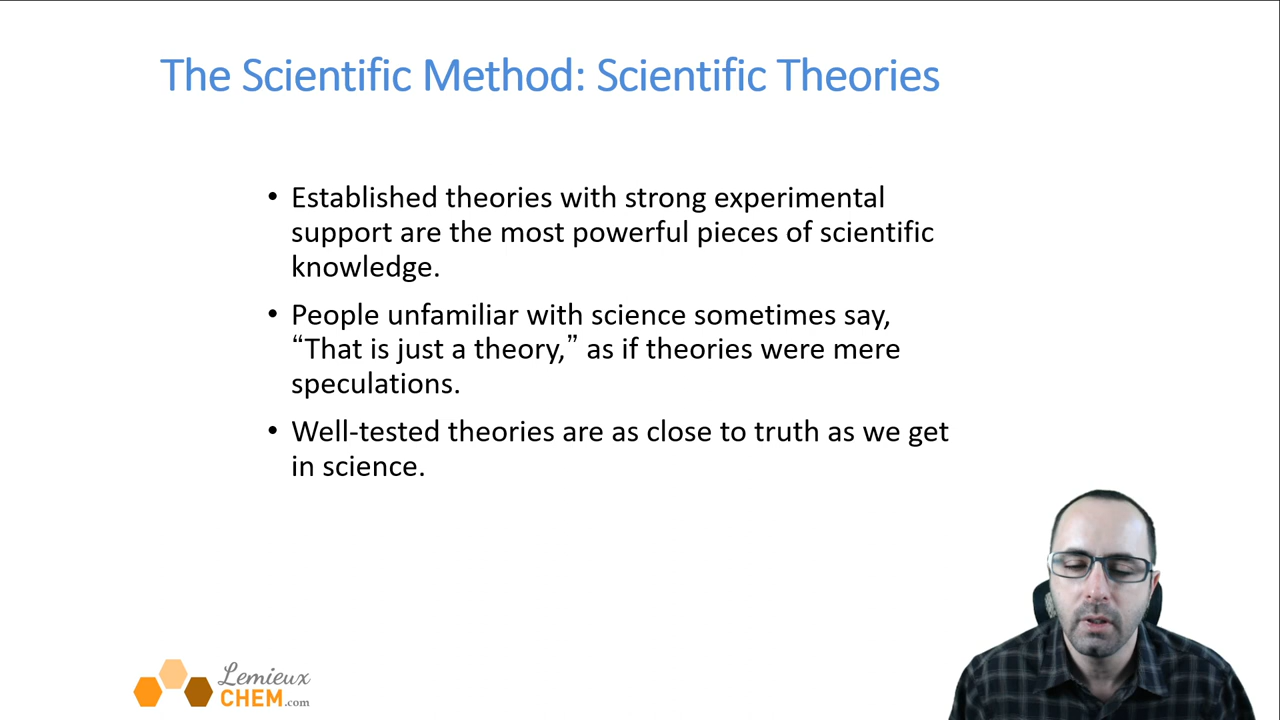 The Scientific Method: Scientific Theories
• Established theories with strong experimental
support are the most powerful pieces of scientific
knowledge.
• People unfamiliar with science sometimes say,
“That is just a theory,” as if theories were mere
speculations.
• Well-tested theories are as close to truth as we get
in science.
Lemieux
CHEM.com